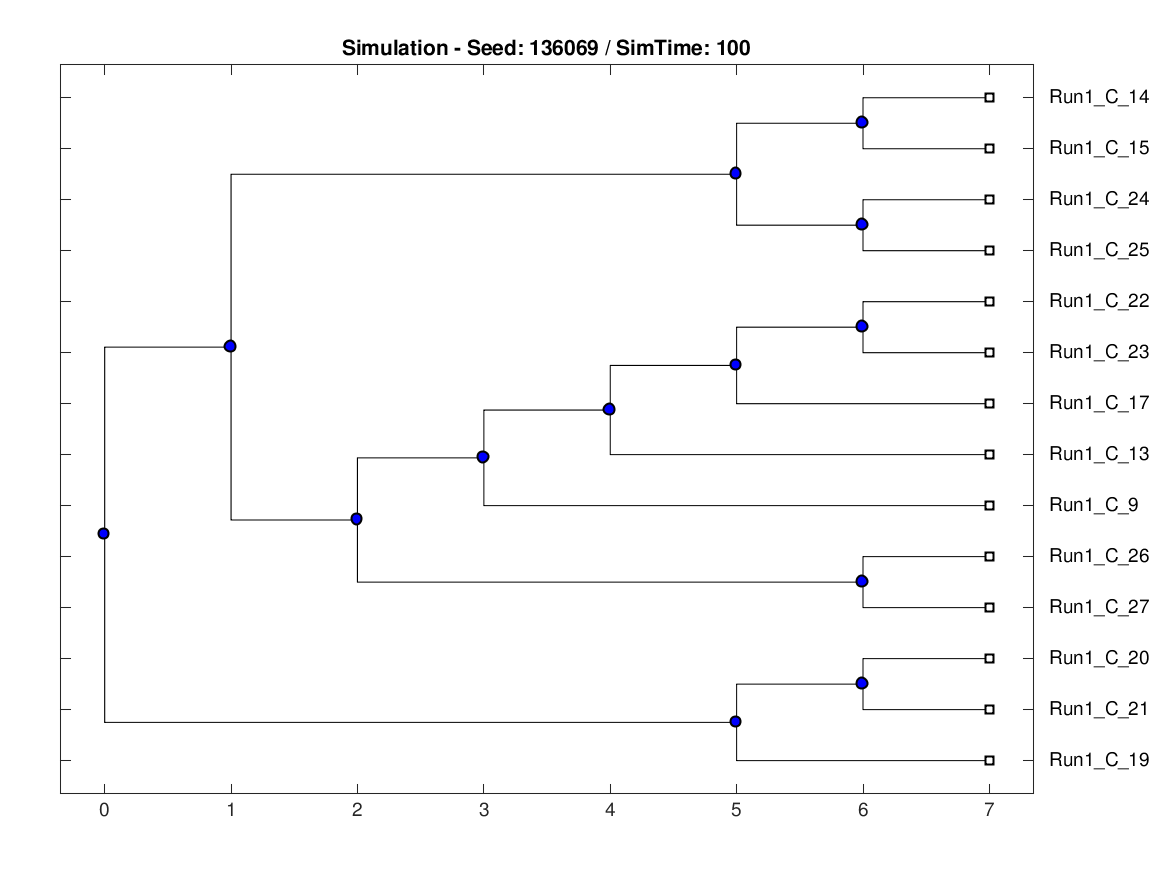 Simulation - Seed: 136069 / SimTime: 100
Run1_C_14
Run1_C_15
Run1_C_24
Run1_C_25
Run1_C_22
Run1_C_23
Run1_C_17
Run1_C_13
Run1_C_9
Run1_C_26
Run1_C_27
Run1_C_20
Run1_C_21
Run1_C_19
0 1 2 3 4 5 6 7